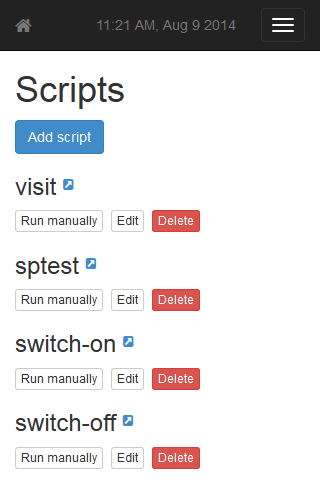 11:21 AM, Aug 9 2014
Scripts
Add script
visit
Run manually Edit Delete
sptest
Run manually Edit Delete
switch-on
Run manually Edit Delete
switch-off
Run manually Edit Delete